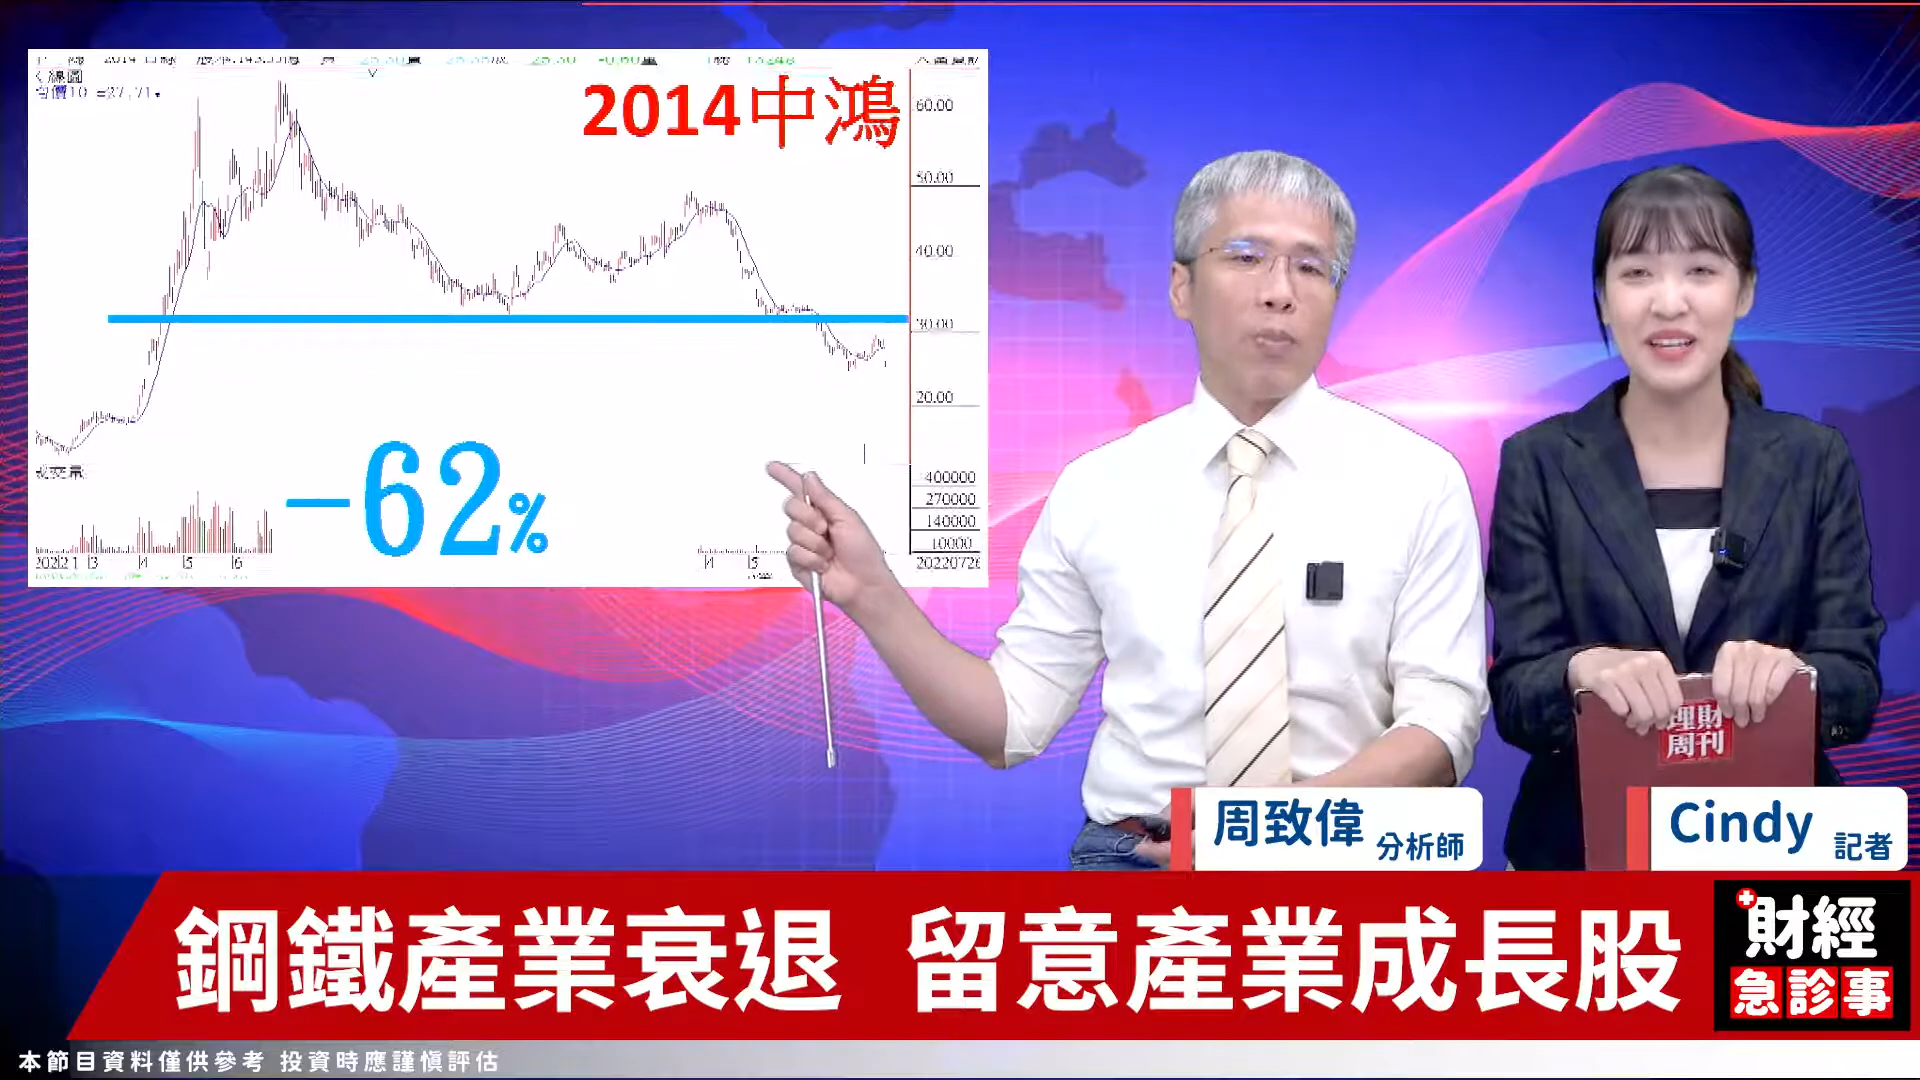 2014中鴻
線圖
60.00
50.00
40.00
30.00
20.00
-62%
400000
270000
140000
10000
20220726
理財
周刊
周致偉 分析師
Cindy 記者
鋼鐵產業衰退 留意產業成長股
財經
急診事
本節目資料僅供參考 投資時應謹慎評估